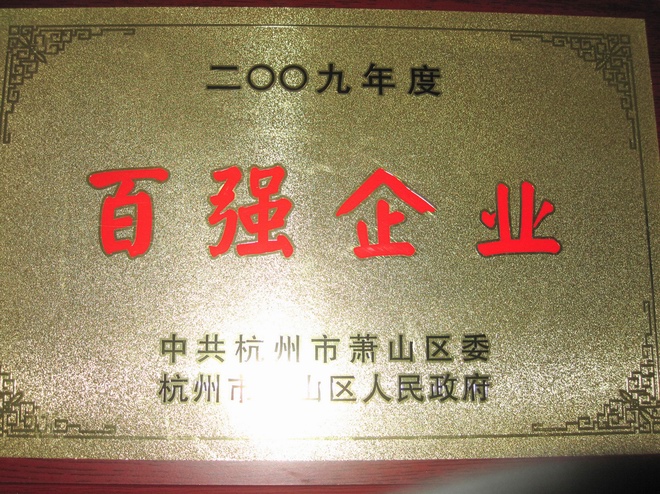 二〇〇九年度
百强企业
中共杭州市萧山区委
杭州市 山区人民政府